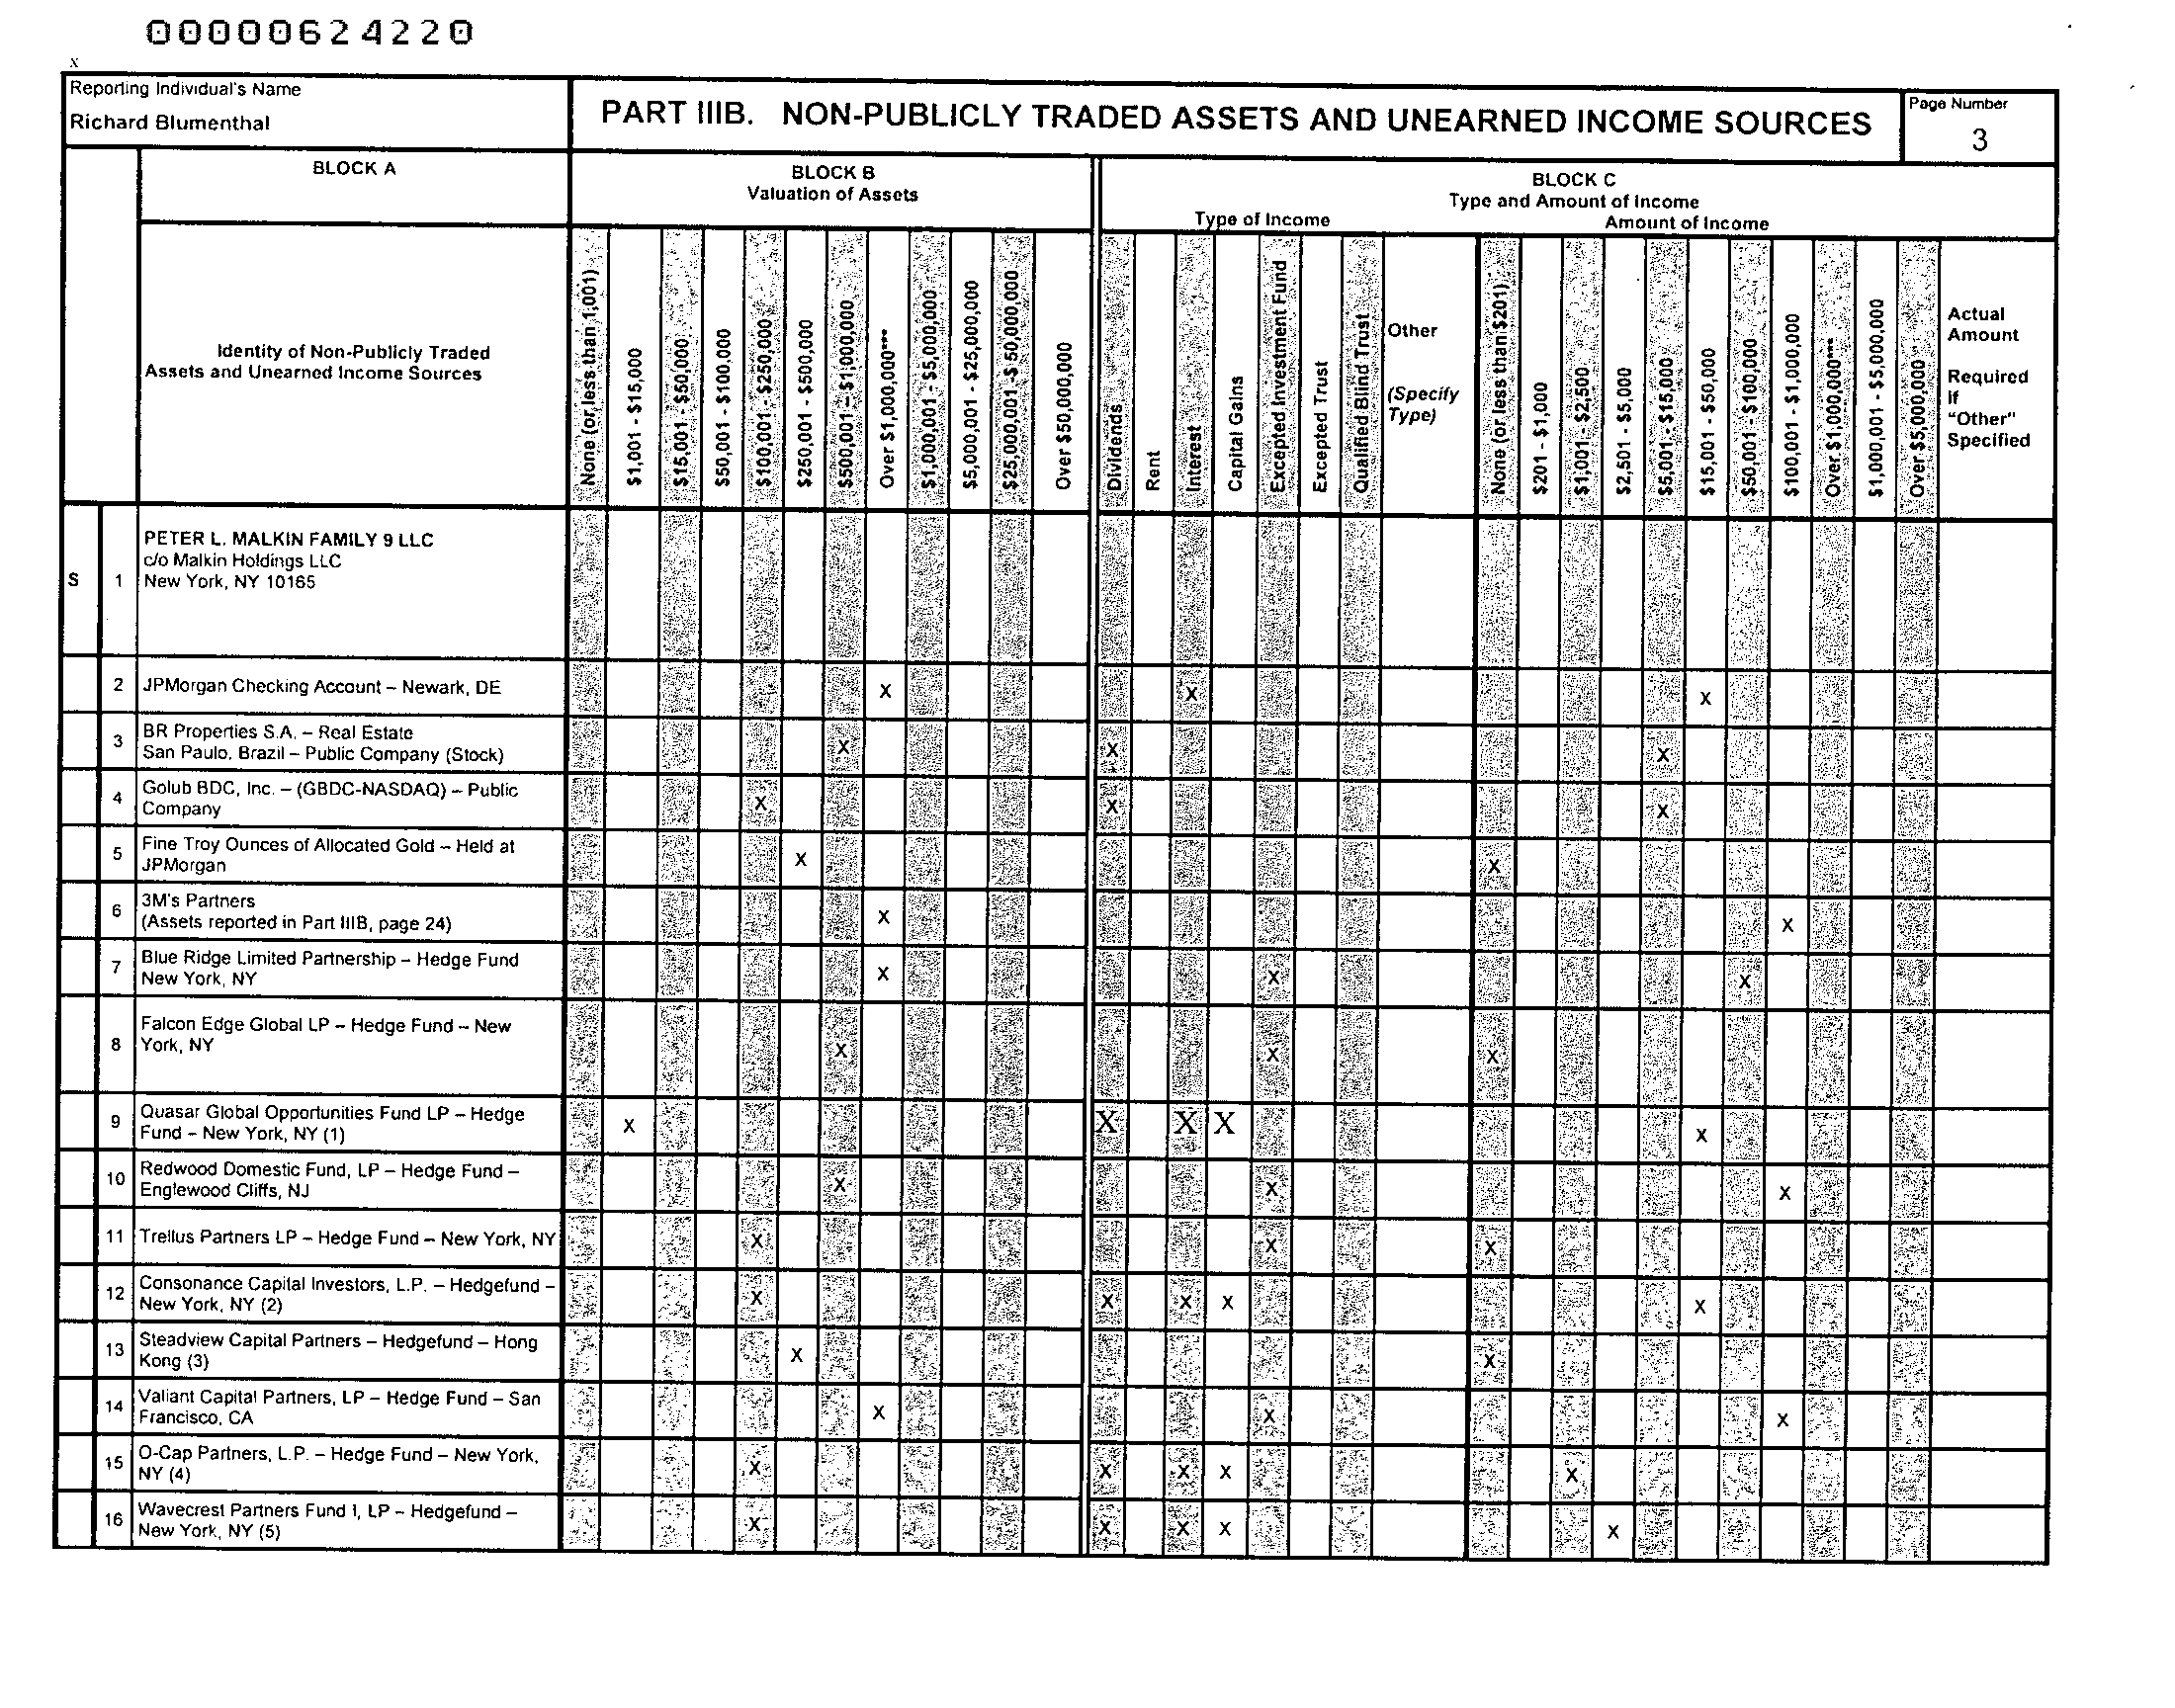 00000624220
x
Reporting Individual's Name
Richard Blumenthal
PART IIIB. NON-PUBLICLY TRADED ASSETS AND UNEARNED INCOME SOURCES
Page Number
3
BLOCK A
BLOCK B
Valuation of Assets
BLOCK C
Type and Amount of Income
Type of Income
Amount of Income
Identity of Non-Publicly Traded
Assets and Unearned Income Sources
None (or less than 1,001)
$1,001 - $15,000
$15,001 - $50,000
$50,001 - $100,000
$100,001 - $250,000
$250,001 - $500,000
$500,001 - $1,000,000
Over $1,000,000***
$1,000,001 - $5,000,000
$5,000,001 - $25,000,000
$25,000,001 - $50,000,000
Over $50,000,000
Dividends
Rent
Interest
Capital Gains
Excepted Investment Fund
Excepted Trust
Qualified Blind Trust
Other
(Specify
Type)
None (or less than $201)
$201 - $1,000
$1,001 - $2,500
$2,501 - $5,000
$5,001 - $15,000
$15,001 - $50,000
$50,001 - $100,000
$100,001 - $1,000,000
Over $1,000,000***
$1,000,001 - $5,000,000
Over $5,000,000
Actual
Amount
Required
If
"Other"
Specified
S 1
PETER L. MALKIN FAMILY 9 LLC
c/o Malkin Holdings LLC
New York, NY 10165
2 JPMorgan Checking Account – Newark, DE x x x
3 BR Properties S.A. – Real Estate
San Paulo, Brazil – Public Company (Stock) x x x
4 Golub BDC, Inc. – (GBDC-NASDAQ) – Public
Company x x x
5 Fine Troy Ounces of Allocated Gold – Held at
JPMorgan x x
6 3M's Partners
(Assets reported in Part IIIB, page 24) x x
7 Blue Ridge Limited Partnership – Hedge Fund
New York, NY x x x
8 Falcon Edge Global LP – Hedge Fund – New
York, NY x x x
9 Quasar Global Opportunities Fund LP – Hedge
Fund – New York, NY (1) x X X X x
10 Redwood Domestic Fund, LP – Hedge Fund –
Englewood Cliffs, NJ x x x
11 Trellus Partners LP – Hedge Fund – New York, NY x x x
12 Consonance Capital Investors, L.P. – Hedgefund –
New York, NY (2) x x x x x
13 Steadview Capital Partners – Hedgefund – Hong
Kong (3) x x
14 Valiant Capital Partners, LP – Hedge Fund – San
Francisco, CA x x x
15 O-Cap Partners, L.P. – Hedge Fund – New York,
NY (4) x x x x x
16 Wavecrest Partners Fund I, LP – Hedgefund –
New York, NY (5) x x x x x